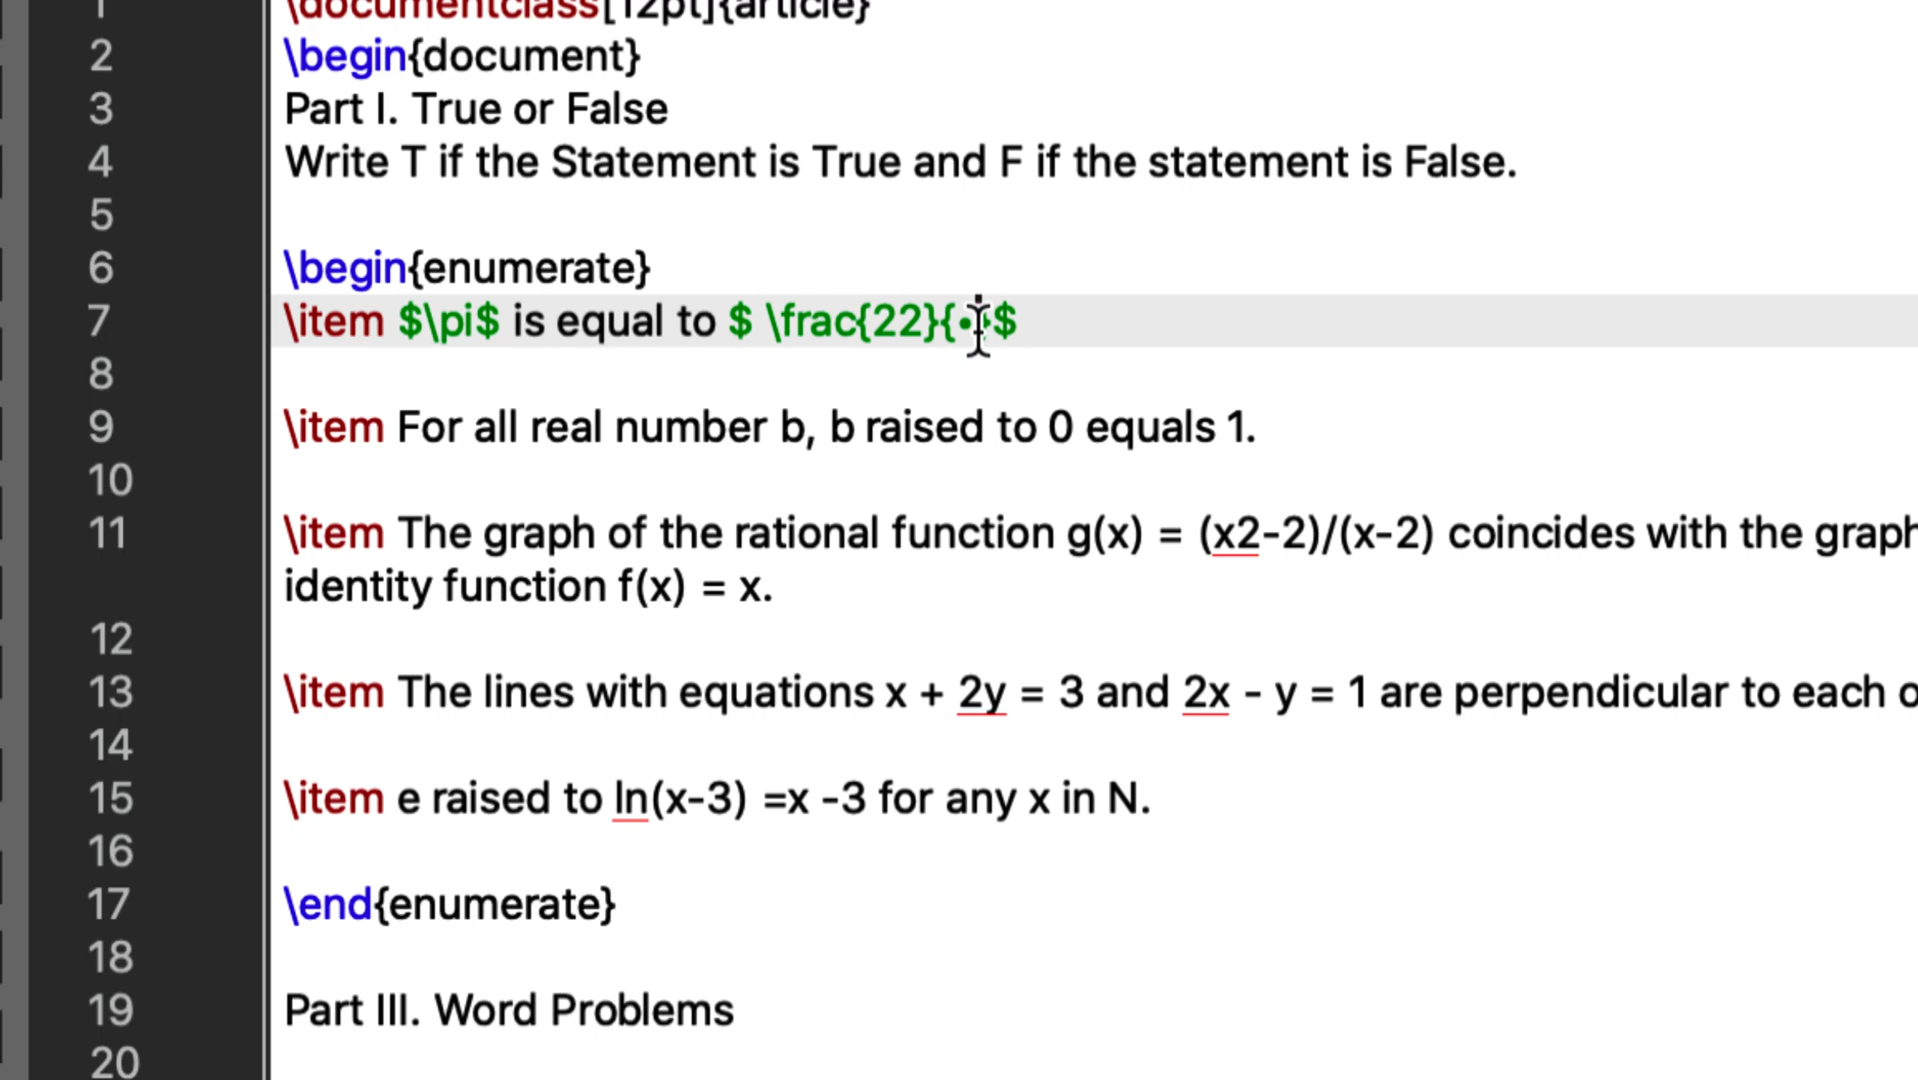 1 \documentclass[12pt]{article}
2 \begin{document}
3 Part I. True or False
4 Write T if the Statement is True and F if the statement is False.
5
6 \begin{enumerate}
7 \item $\pi$ is equal to $ \frac{22}{•}$
8
9 \item For all real number b, b raised to 0 equals 1.
10
11 \item The graph of the rational function g(x) = (x2-2)/(x-2) coincides with the graph
identity function f(x) = x.
12
13 \item The lines with equations x + 2y = 3 and 2x - y = 1 are perpendicular to each
14
15 \item e raised to ln(x-3) =x -3 for any x in N.
16
17 \end{enumerate}
18
19 Part III. Word Problems
20